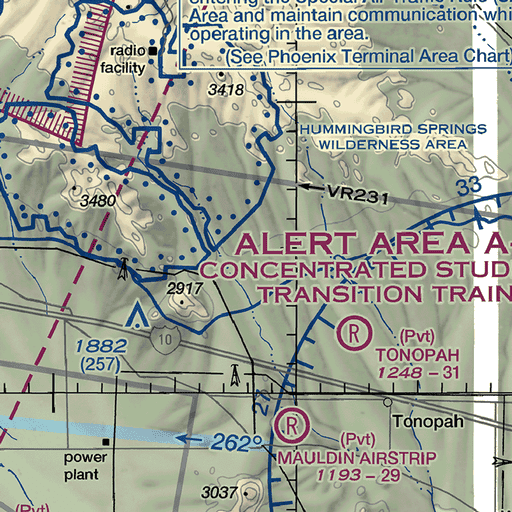 entering the Special Air Traffic Rule
Area and maintain communication whi
operating in the area.
(See Phoenix Terminal Area Chart)
radio
facility
3418
HUMMINGBIRD SPRINGS
WILDERNESS AREA
33
VR231
3480
ALERT AREA A-
CONCENTRATED STUD
TRANSITION TRAIN
2917
R
(Pvt)
TONOPAH
1248 - 31
10
1882
(257)
27
Tonopah
R
(Pvt)
MAULDIN AIRSTRIP
1193 - 29
262°
power
plant
3037
(Pvt)